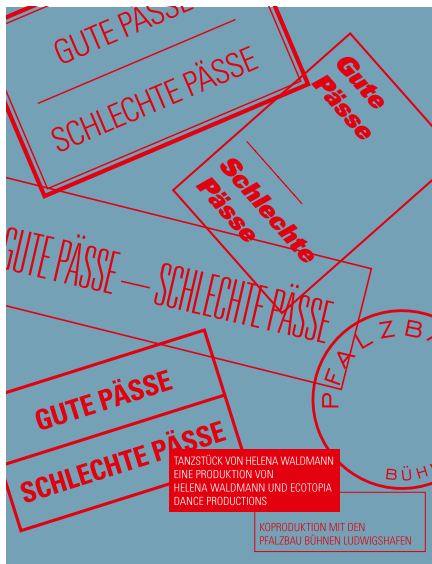 GUTE PÄSSE
SCHLECHTE PÄSSE
Gute
Pässe
Schlechte
Pässe
GUTE PÄSSE — SCHLECHTE PÄSSE
PFALZB
BÜH
GUTE PÄSSE
SCHLECHTE PÄSSE
TANZSTÜCK VON HELENA WALDMANN
EINE PRODUKTION VON
HELENA WALDMANN UND ECOTOPIA
DANCE PRODUCTIONS
KOPRODUKTION MIT DEN
PFALZBAU BÜHNEN LUDWIGSHAFEN